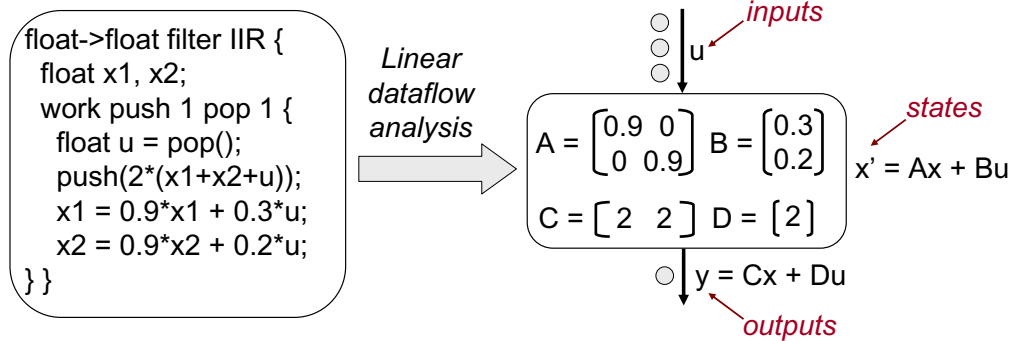 float->float filter IIR {
float x1, x2;
work push 1 pop 1 {
float u = pop();
push(2*(x1+x2+u));
x1 = 0.9*x1 + 0.3*u;
x2 = 0.9*x2 + 0.2*u;
} }
Linear
dataflow
analysis
inputs
u
states
A = [0.9 0
0 0.9]
B = [0.3
0.2]
C = [2 2] D = [2]
x’ = Ax + Bu
y = Cx + Du
outputs